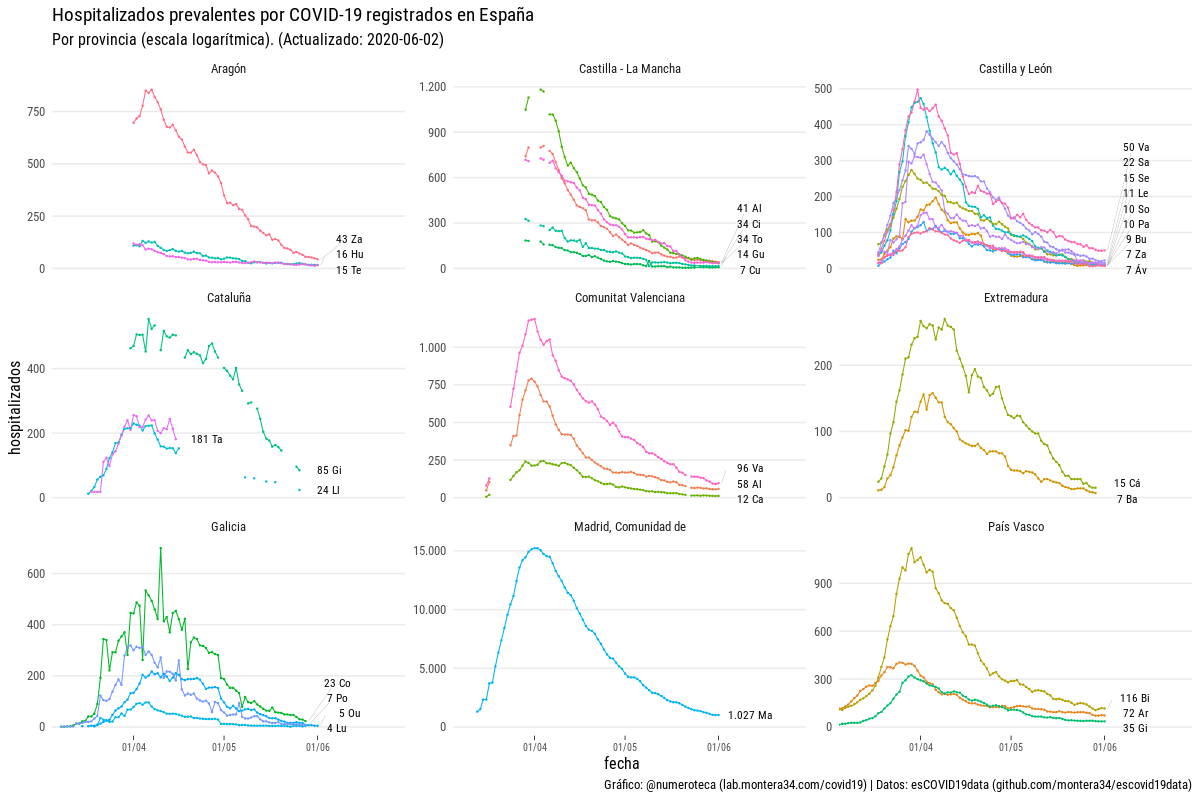 Hospitalizados prevalentes por COVID-19 registrados en España
Por provincia (escala logarítmica). (Actualizado: 2020-06-02)
hospitalizados
Aragón
750
500
250
0
43 Za
16 Hu
15 Te
Castilla - La Mancha
1.200
900
600
300
0
41 Al
34 Ci
34 To
14 Gu
7 Cu
Castilla y León
500
400
300
200
100
0
50 Va
22 Sa
15 Se
11 Le
10 So
10 Pa
9 Bu
7 Za
7 Áv
Cataluña
400
200
0
181 Ta
85 Gi
24 Ll
Comunitat Valenciana
1.000
750
500
250
0
96 Va
58 Al
12 Ca
Extremadura
200
100
0
15 Cá
7 Ba
Galicia
600
400
200
0
23 Co
7 Po
5 Ou
4 Lu
01/04
01/05
01/06
Madrid, Comunidad de
15.000
10.000
5.000
0
1.027 Ma
01/04
01/05
01/06
País Vasco
900
600
300
0
116 Bi
72 Ar
35 Gi
01/04
01/05
01/06
fecha
Gráfico: @numeroteca (lab.montera34.com/covid19) | Datos: esCOVID19data (github.com/montera34/escovid19data)